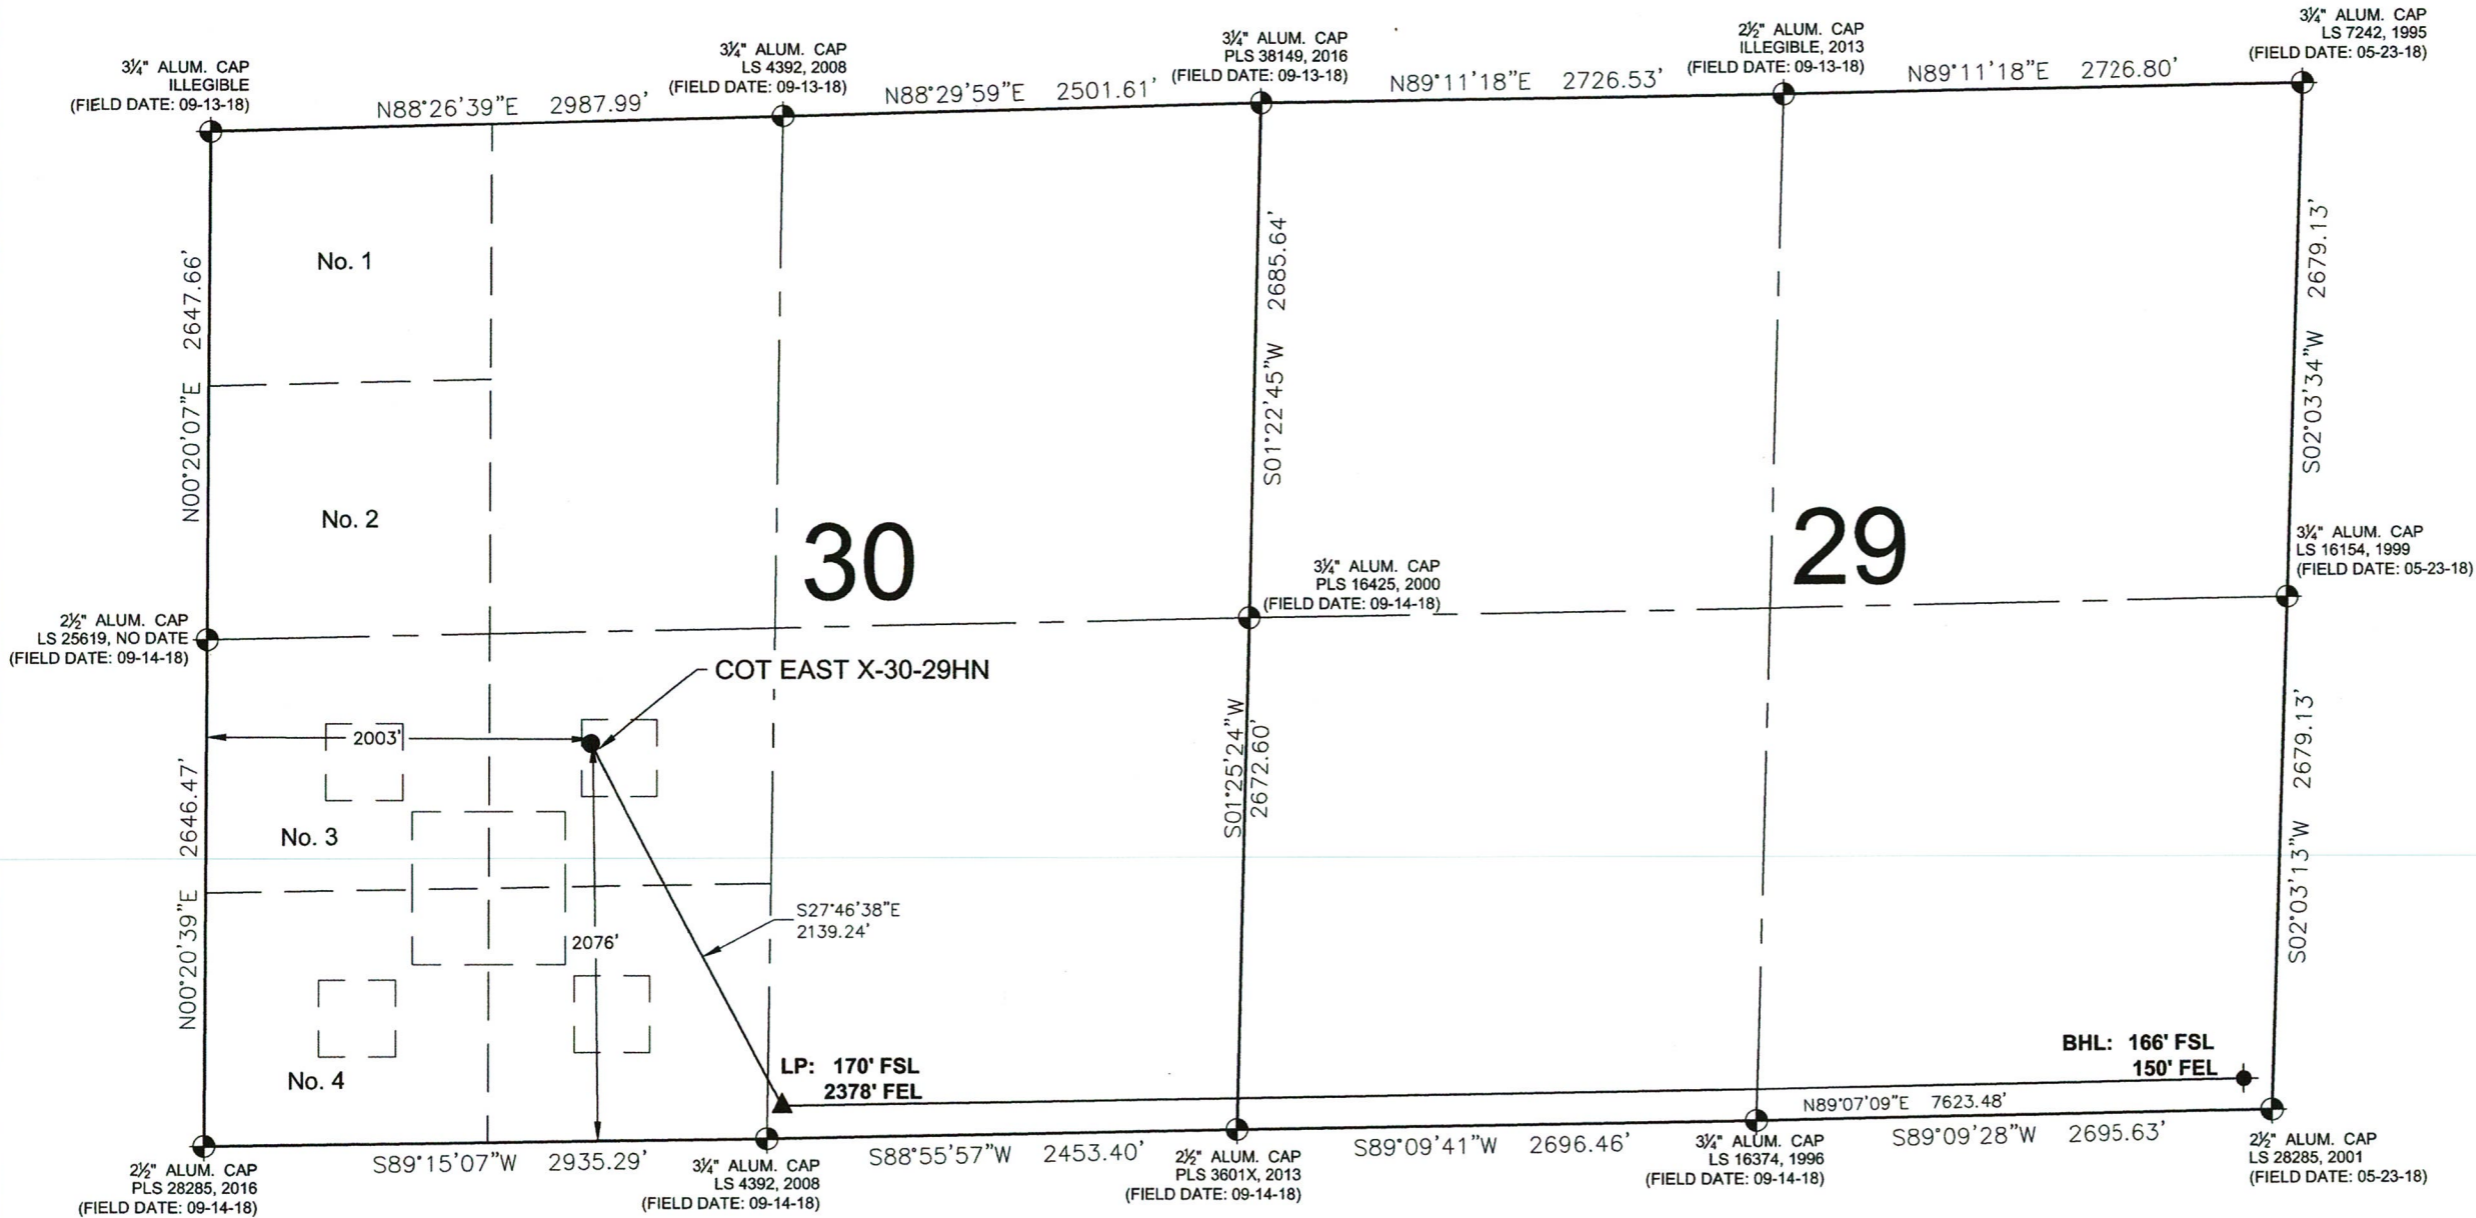 3¼" ALUM. CAP
ILLEGIBLE
(FIELD DATE: 09-13-18)
N88°26'39"E 2987.99'
3¼" ALUM. CAP
LS 4392, 2008
(FIELD DATE: 09-13-18)
N88°29'59"E 2501.61'
3¼" ALUM. CAP
PLS 38149, 2016
(FIELD DATE: 09-13-18)
N89°11'18"E 2726.53'
2½" ALUM. CAP
ILLEGIBLE, 2013
(FIELD DATE: 09-13-18)
N89°11'18"E 2726.80'
3¼" ALUM. CAP
LS 7242, 1995
(FIELD DATE: 05-23-18)
N00°20'07"E 2647.66'
No. 1
No. 2
30
S01°22'45"W 2685.64'
29
S02°03'34"W 2679.13'
3¼" ALUM. CAP
LS 16154, 1999
(FIELD DATE: 05-23-18)
3¼" ALUM. CAP
PLS 16425, 2000
(FIELD DATE: 09-14-18)
2½" ALUM. CAP
LS 25619, NO DATE
(FIELD DATE: 09-14-18)
COT EAST X-30-29HN
2003'
N00°20'39"E 2646.47'
No. 3
2076'
S27°46'38"E
2139.24'
S01°25'24"W
2672.60'
S02°03'13"W 2679.13'
No. 4
LP: 170' FSL
2378' FEL
BHL: 166' FSL
150' FEL
N89°07'09"E 7623.48'
2½" ALUM. CAP
PLS 28285, 2016
(FIELD DATE: 09-14-18)
S89°15'07"W 2935.29'
3¼" ALUM. CAP
LS 4392, 2008
(FIELD DATE: 09-14-18)
S88°55'57"W 2453.40'
2½" ALUM. CAP
PLS 3601X, 2013
(FIELD DATE: 09-14-18)
S89°09'41"W 2696.46'
3¼" ALUM. CAP
LS 16374, 1996
(FIELD DATE: 09-14-18)
S89°09'28"W 2695.63'
2½" ALUM. CAP
LS 28285, 2001
(FIELD DATE: 05-23-18)